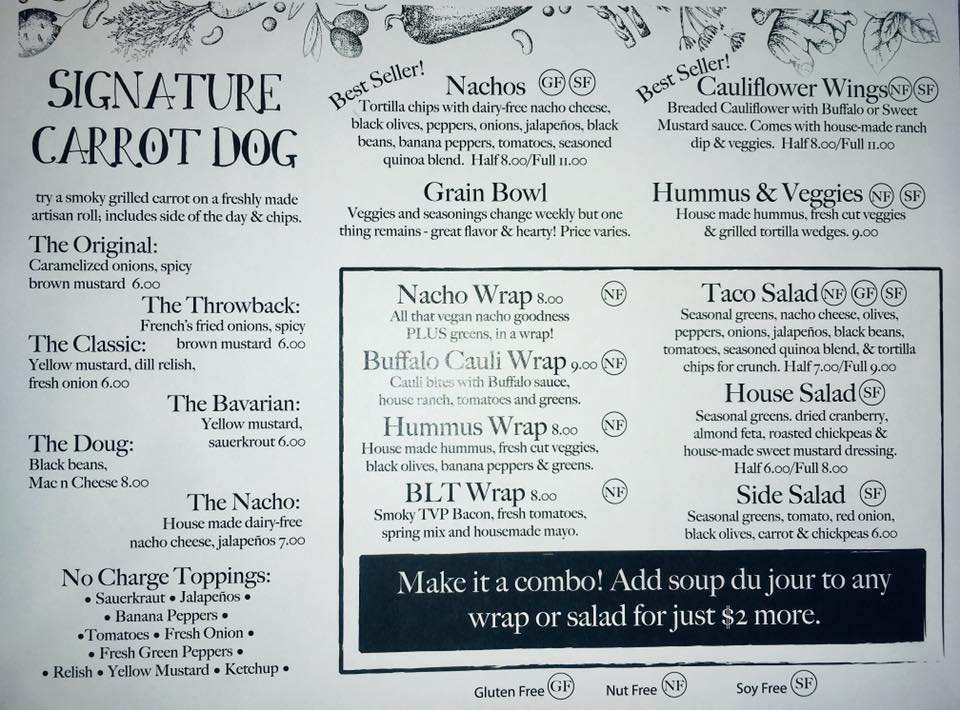 SIGNATURE
CARROT DOG
try a smoky grilled carrot on a freshly made
artisan roll; includes side of the day & chips.
The Original:
Caramelized onions, spicy
brown mustard 6.00
The Throwback:
French's fried onions, spicy
brown mustard 6.00
The Classic:
Yellow mustard, dill relish,
fresh onion 6.00
The Bavarian:
Yellow mustard,
sauerkrout 6.00
The Doug:
Black beans,
Mac n Cheese 8.00
The Nacho:
House made dairy-free
nacho cheese, jalapeños 7.00
No Charge Toppings:
• Sauerkraut • Jalapeños •
• Banana Peppers •
•Tomatoes • Fresh Onion •
• Fresh Green Peppers •
• Relish • Yellow Mustard • Ketchup •
Best Seller!
Nachos GF SF
Tortilla chips with dairy-free nacho cheese,
black olives, peppers, onions, jalapeños, black
beans, banana peppers, tomatoes, seasoned
quinoa blend. Half 8.00/Full 11.00
Grain Bowl
Veggies and seasonings change weekly but one
thing remains - great flavor & hearty! Price varies.
Best Seller!
Cauliflower Wings NF SF
Breaded Cauliflower with Buffalo or Sweet
Mustard sauce. Comes with house-made ranch
dip & veggies. Half 8.00/Full 11.00
Hummus & Veggies NF SF
House made hummus, fresh cut veggies
& grilled tortilla wedges. 9.00
Nacho Wrap 8.00 NF
All that vegan nacho goodness
PLUS greens, in a wrap!
Buffalo Cauli Wrap 9.00 NF
Cauli bites with Buffalo sauce,
house ranch, tomatoes and greens.
Hummus Wrap 8.00 NF
House made hummus, fresh cut veggies,
black olives, banana peppers & greens.
BLT Wrap 8.00 NF
Smoky TVP Bacon, fresh tomatoes,
spring mix and housemade mayo.
Taco Salad NF GF SF
Seasonal greens, nacho cheese, olives,
peppers, onions, jalapeños, black beans,
tomatoes, seasoned quinoa blend, & tortilla
chips for crunch. Half 7.00/Full 9.00
House Salad SF
Seasonal greens. dried cranberry,
almond feta, roasted chickpeas &
house-made sweet mustard dressing.
Half 6.00/Full 8.00
Side Salad SF
Seasonal greens, tomato, red onion,
black olives, carrot & chickpeas 6.00
Make it a combo! Add soup du jour to any
wrap or salad for just $2 more.
Gluten Free GF Nut Free NF Soy Free SF